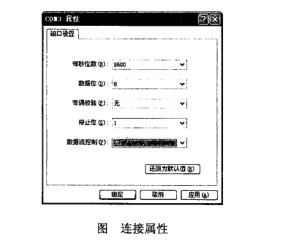 COM3 属性
端口设置
每秒位数(B): 9600
数据位(D): 8
奇偶校验(P): 无
停止位(S): 1
数据流控制(F):
还原为默认值(R)
确定 取消 应用(A)
图 连接属性